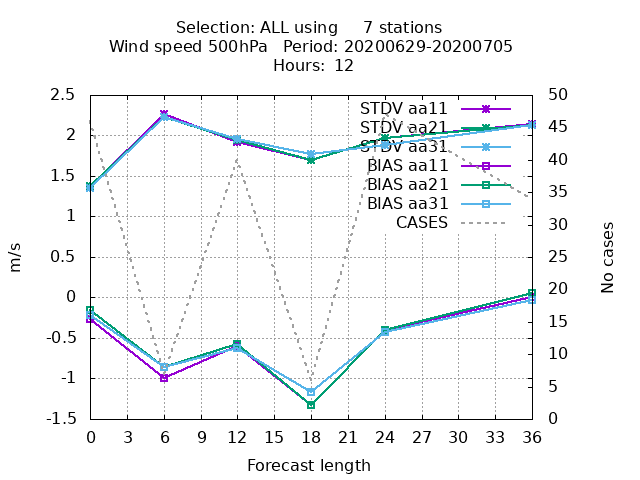 Selection: ALL using 7 stations
Wind speed 500hPa Period: 20200629-20200705
Hours: 12
2.5
2
1.5
1
0.5
0
-0.5
-1
-1.5
m/s
50
45
40
35
30
25
20
15
10
5
0
No cases
STDV aa11
STDV aa21
STDV aa31
BIAS aa11
BIAS aa21
BIAS aa31
CASES
0 3 6 9 12 15 18 21 24 27 30 33 36
Forecast length